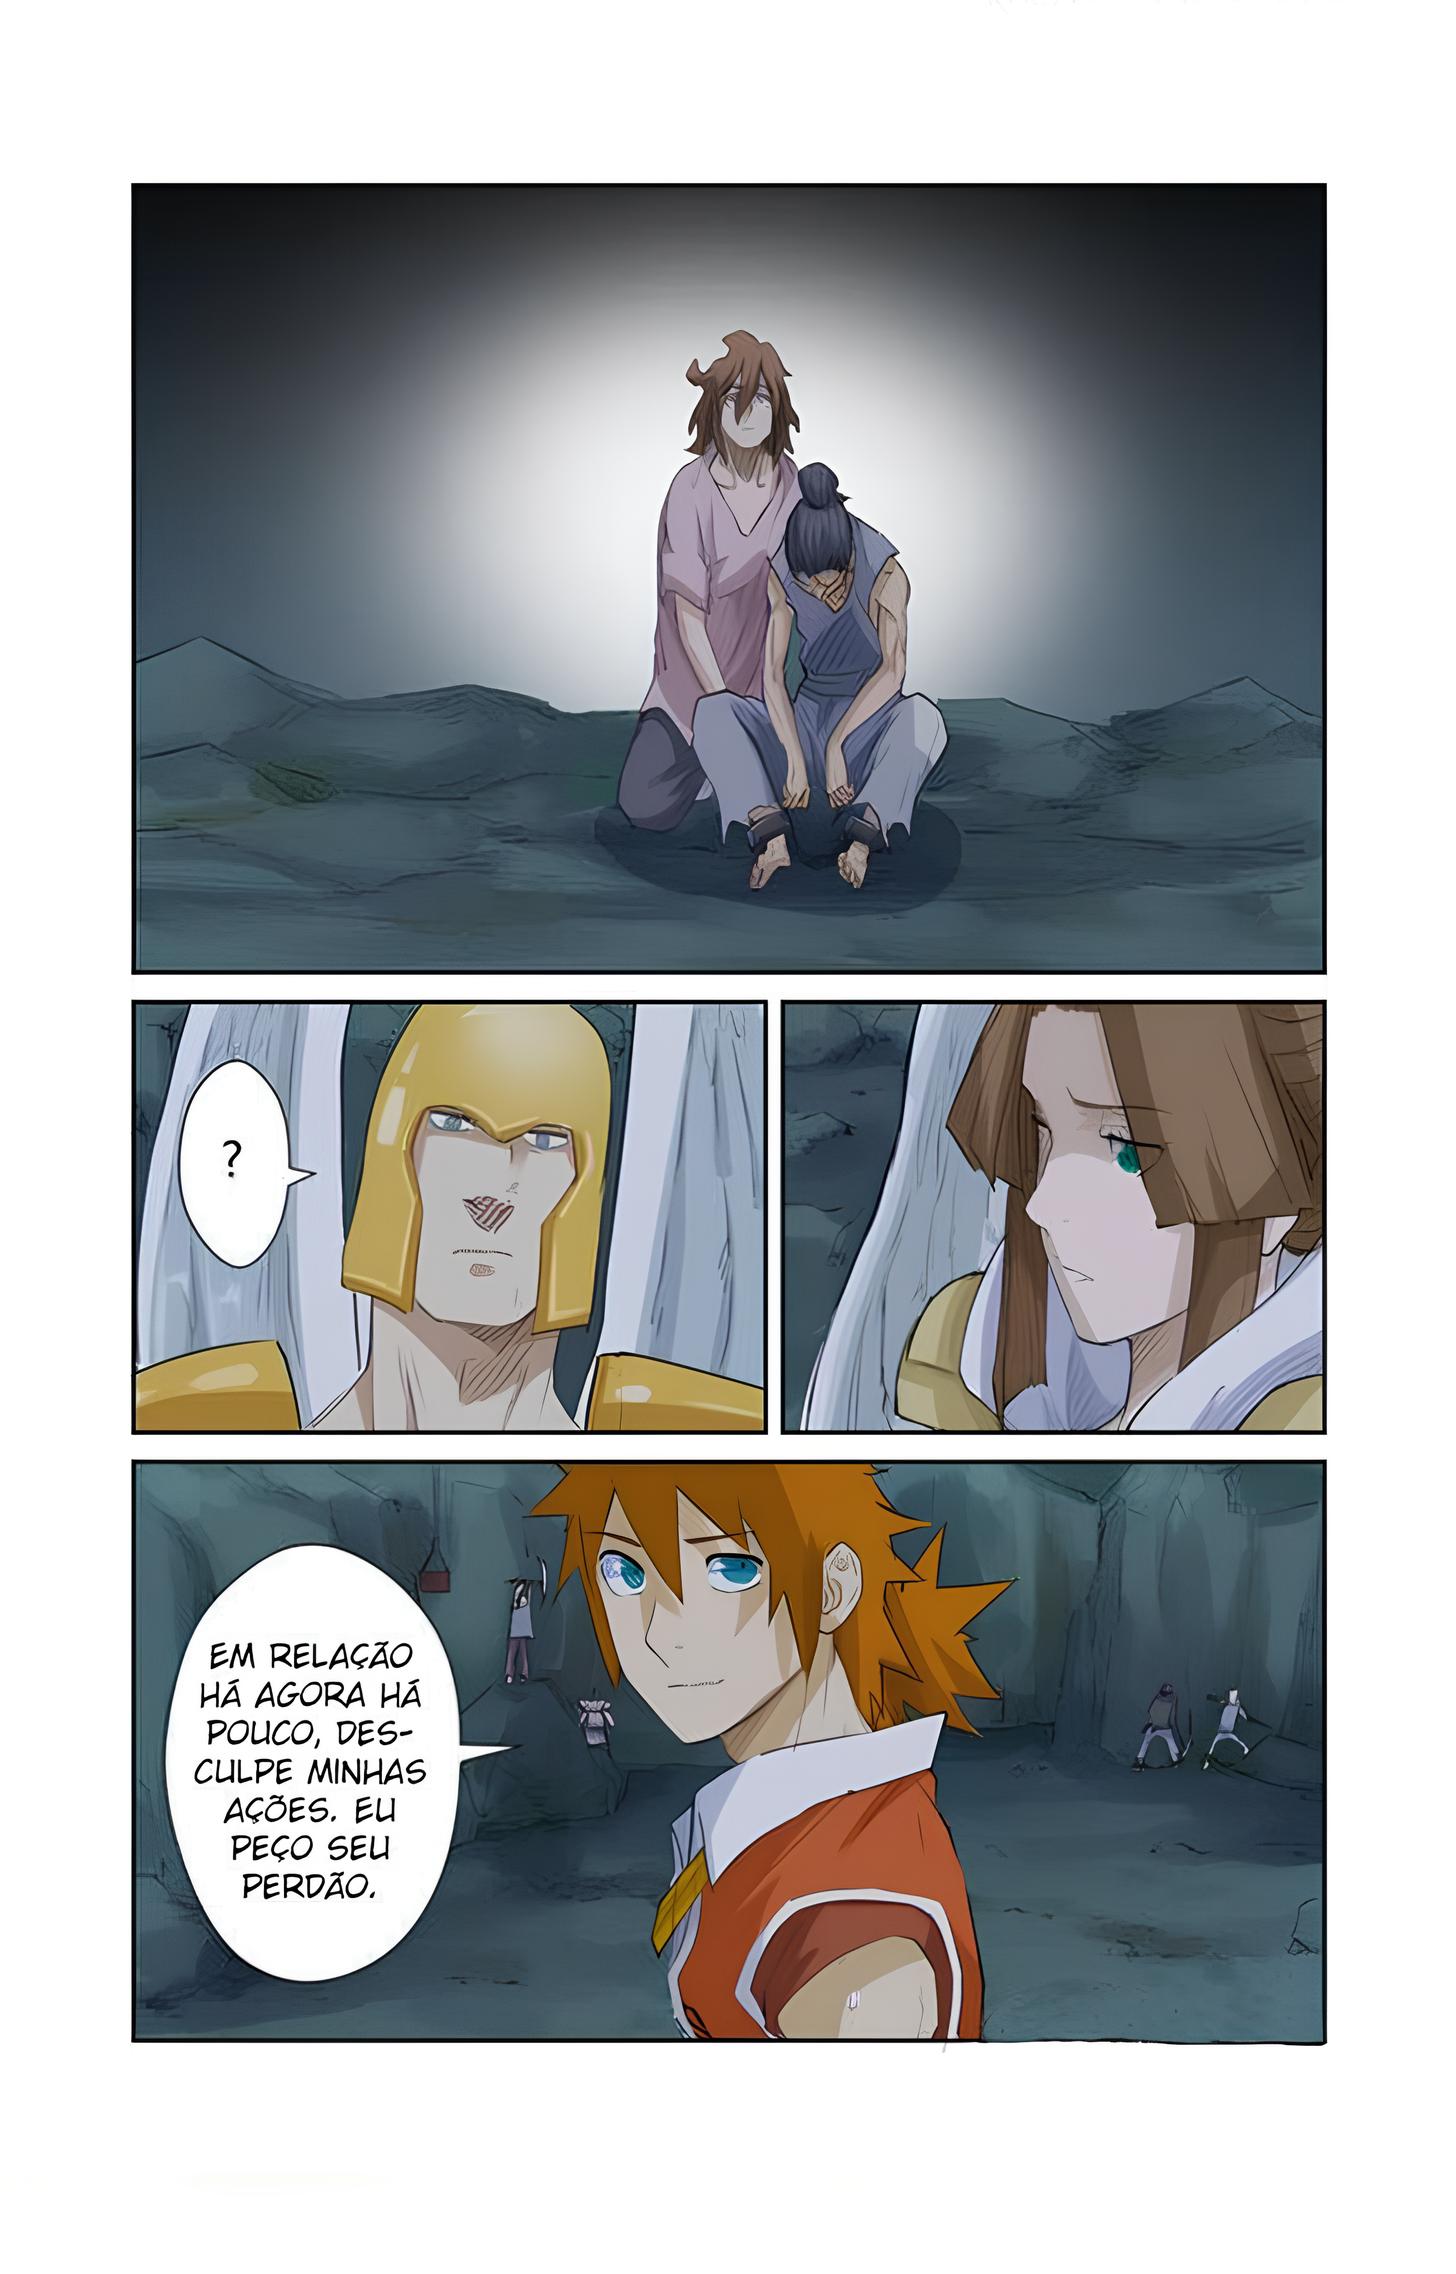 ?
EM RELAÇÃO
HÁ AGORA HÁ
POUCO, DES-
CULPE MINHAS
AÇÕES. EU
PEÇO SEU
PERDÃO.